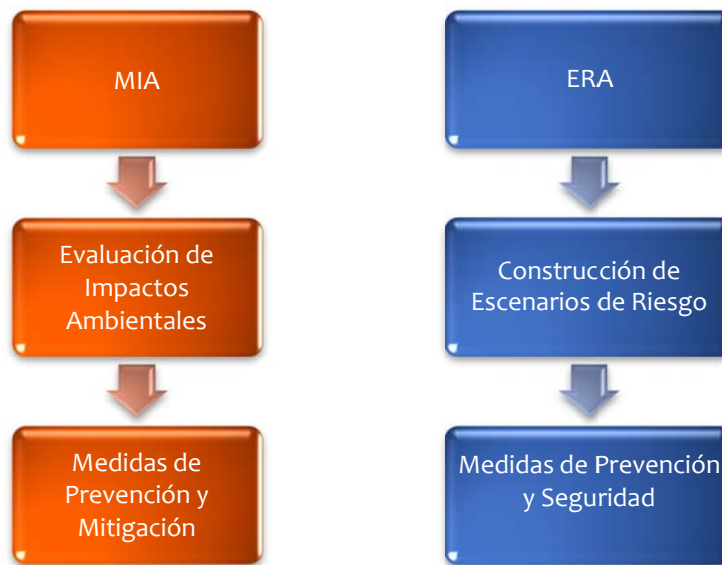 MIA
Evaluación de
Impactos
Ambientales
Medidas de
Prevención y
Mitigación
ERA
Construcción de
Escenarios de Riesgo
Medidas de Prevención
y Seguridad